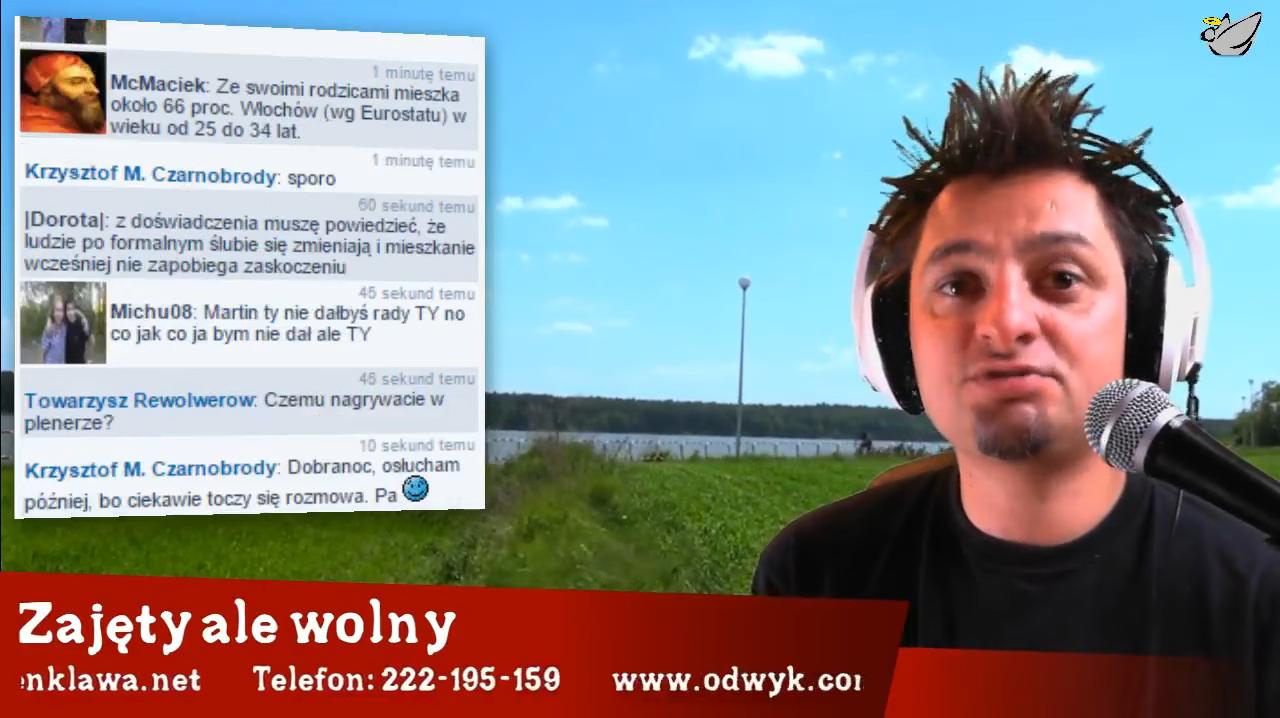 1 minutę temu
McMaciek: Ze swoimi rodzicami mieszka
około 66 proc. Włochów (wg Eurostatu) w
wieku od 25 do 34 lat.
1 minutę temu
Krzysztof M. Czarnobrody: sporo
60 sekund temu
|Dorota|: z doświadczenia muszę powiedzieć, że
ludzie po formalnym ślubie się zmieniają i mieszkanie
wcześniej nie zapobiega zaskoczeniu
45 sekund temu
Michu08: Martin ty nie dałbyś rady TY no
co jak co ja bym nie dał ale TY
45 sekund temu
Towarzysz Rewolwerow: Czemu nagrywacie w
plenerze?
10 sekund temu
Krzysztof M. Czarnobrody: Dobranoc, osłucham
później, bo ciekawie toczy się rozmowa. Pa
Zajęty ale wolny
enklawa.net Telefon: 222-195-159 www.odwyk.com